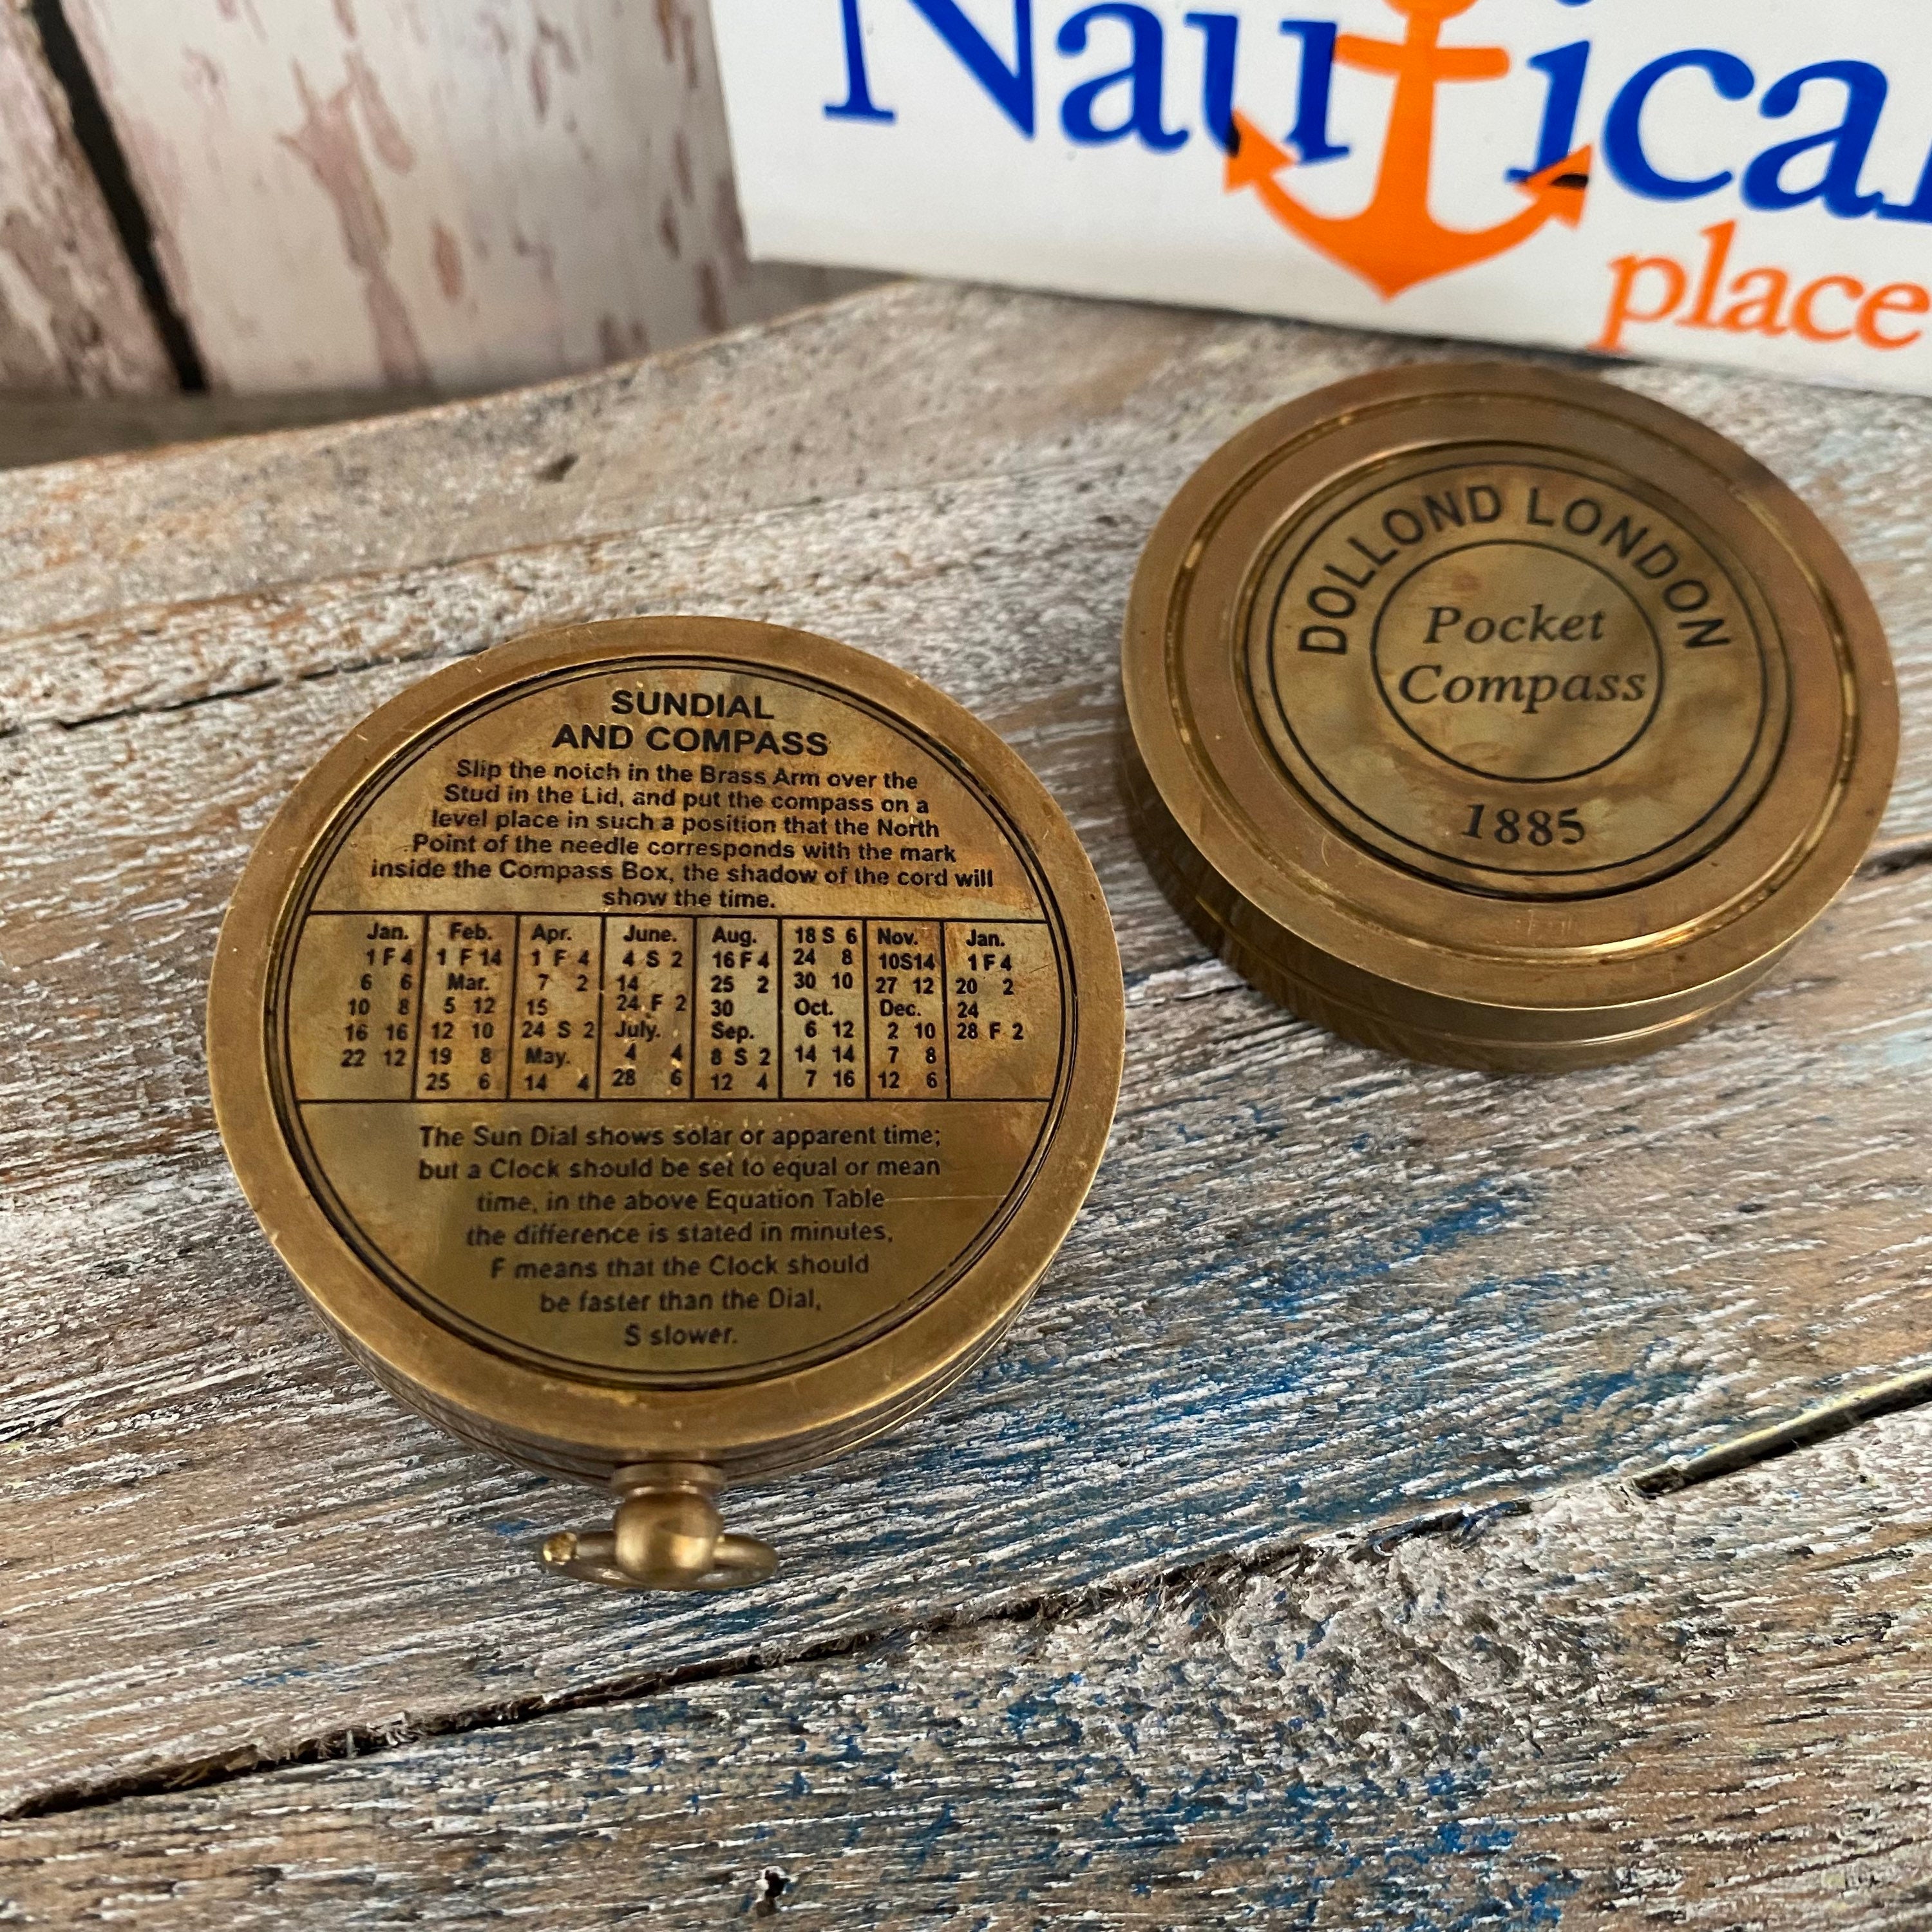 Nautical
place
DOLLOND LONDON
Pocket
Compass
1885
SUNDIAL
AND COMPASS
Slip the notch in the Brass Arm over the
Stud in the Lid, and put the compass on a
level place in such a position that the North
Point of the needle corresponds with the mark
inside the Compass Box, the shadow of the cord will
show the time.
Jan. Feb. Apr. June. Aug. 18 S 6 Nov. Jan.
1 F 4 1 F 14 1 F 4 4 S 2 16 F 4 24 8 10S14 1 F 4
6 6 Mar. 7 2 14 25 2 30 10 27 12 20 2
10 8 5 12 15 24 F 2 30 Oct. Dec. 24
16 16 12 10 24 S 2 July. Sep. 6 12 2 10 28 F 2
22 12 19 8 May. 4 4 8 S 2 14 14 7 8
25 6 14 4 28 6 12 4 7 16 12 6
The Sun Dial shows solar or apparent time;
but a Clock should be set to equal or mean
time, in the above Equation Table
the difference is stated in minutes,
F means that the Clock should
be faster than the Dial,
S slower.